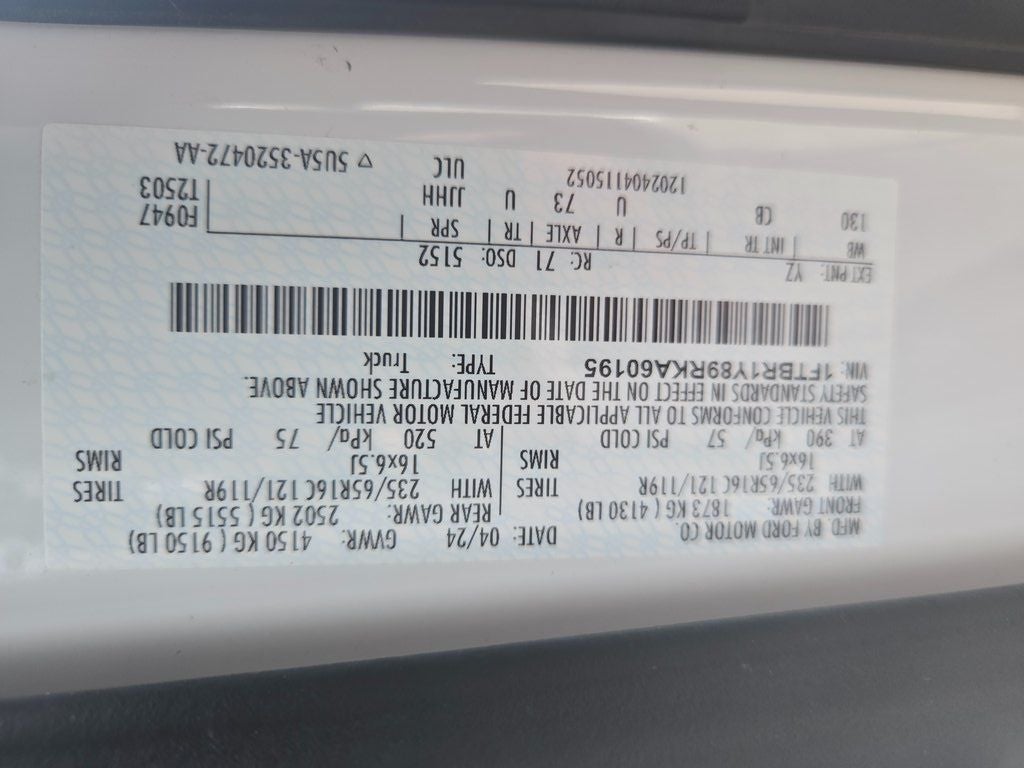 MFD. BY FORD MOTOR CO. DATE: 04/24 GVWR: 4150 KG ( 9150 LB)
FRONT GAWR: 1873 KG ( 4130 LB) REAR GAWR: 2502 KG ( 5515 LB)
WITH 235/65R16C 121/119R TIRES WITH 235/65R16C 121/119R TIRES
16x6.5J RIMS 16x6.5J RIMS
AT 390 kPa/ 57 PSI COLD AT 520 kPa/ 75 PSI COLD
THIS VEHICLE CONFORMS TO ALL APPLICABLE FEDERAL MOTOR VEHICLE
SAFETY STANDARDS IN EFFECT ON THE DATE OF MANUFACTURE SHOWN ABOVE.
VIN: 1FTBR1Y89RKA60195 TYPE: Truck
EXT PNT: YZ RC: 71 DSO: 5152
WB | INT TR | TP/PS | R | AXLE | TR | SPR | F0947
130 CB U 73 U JJHH T2503
120240411505​2 ULC ▽ 5U5A-3520472-AA